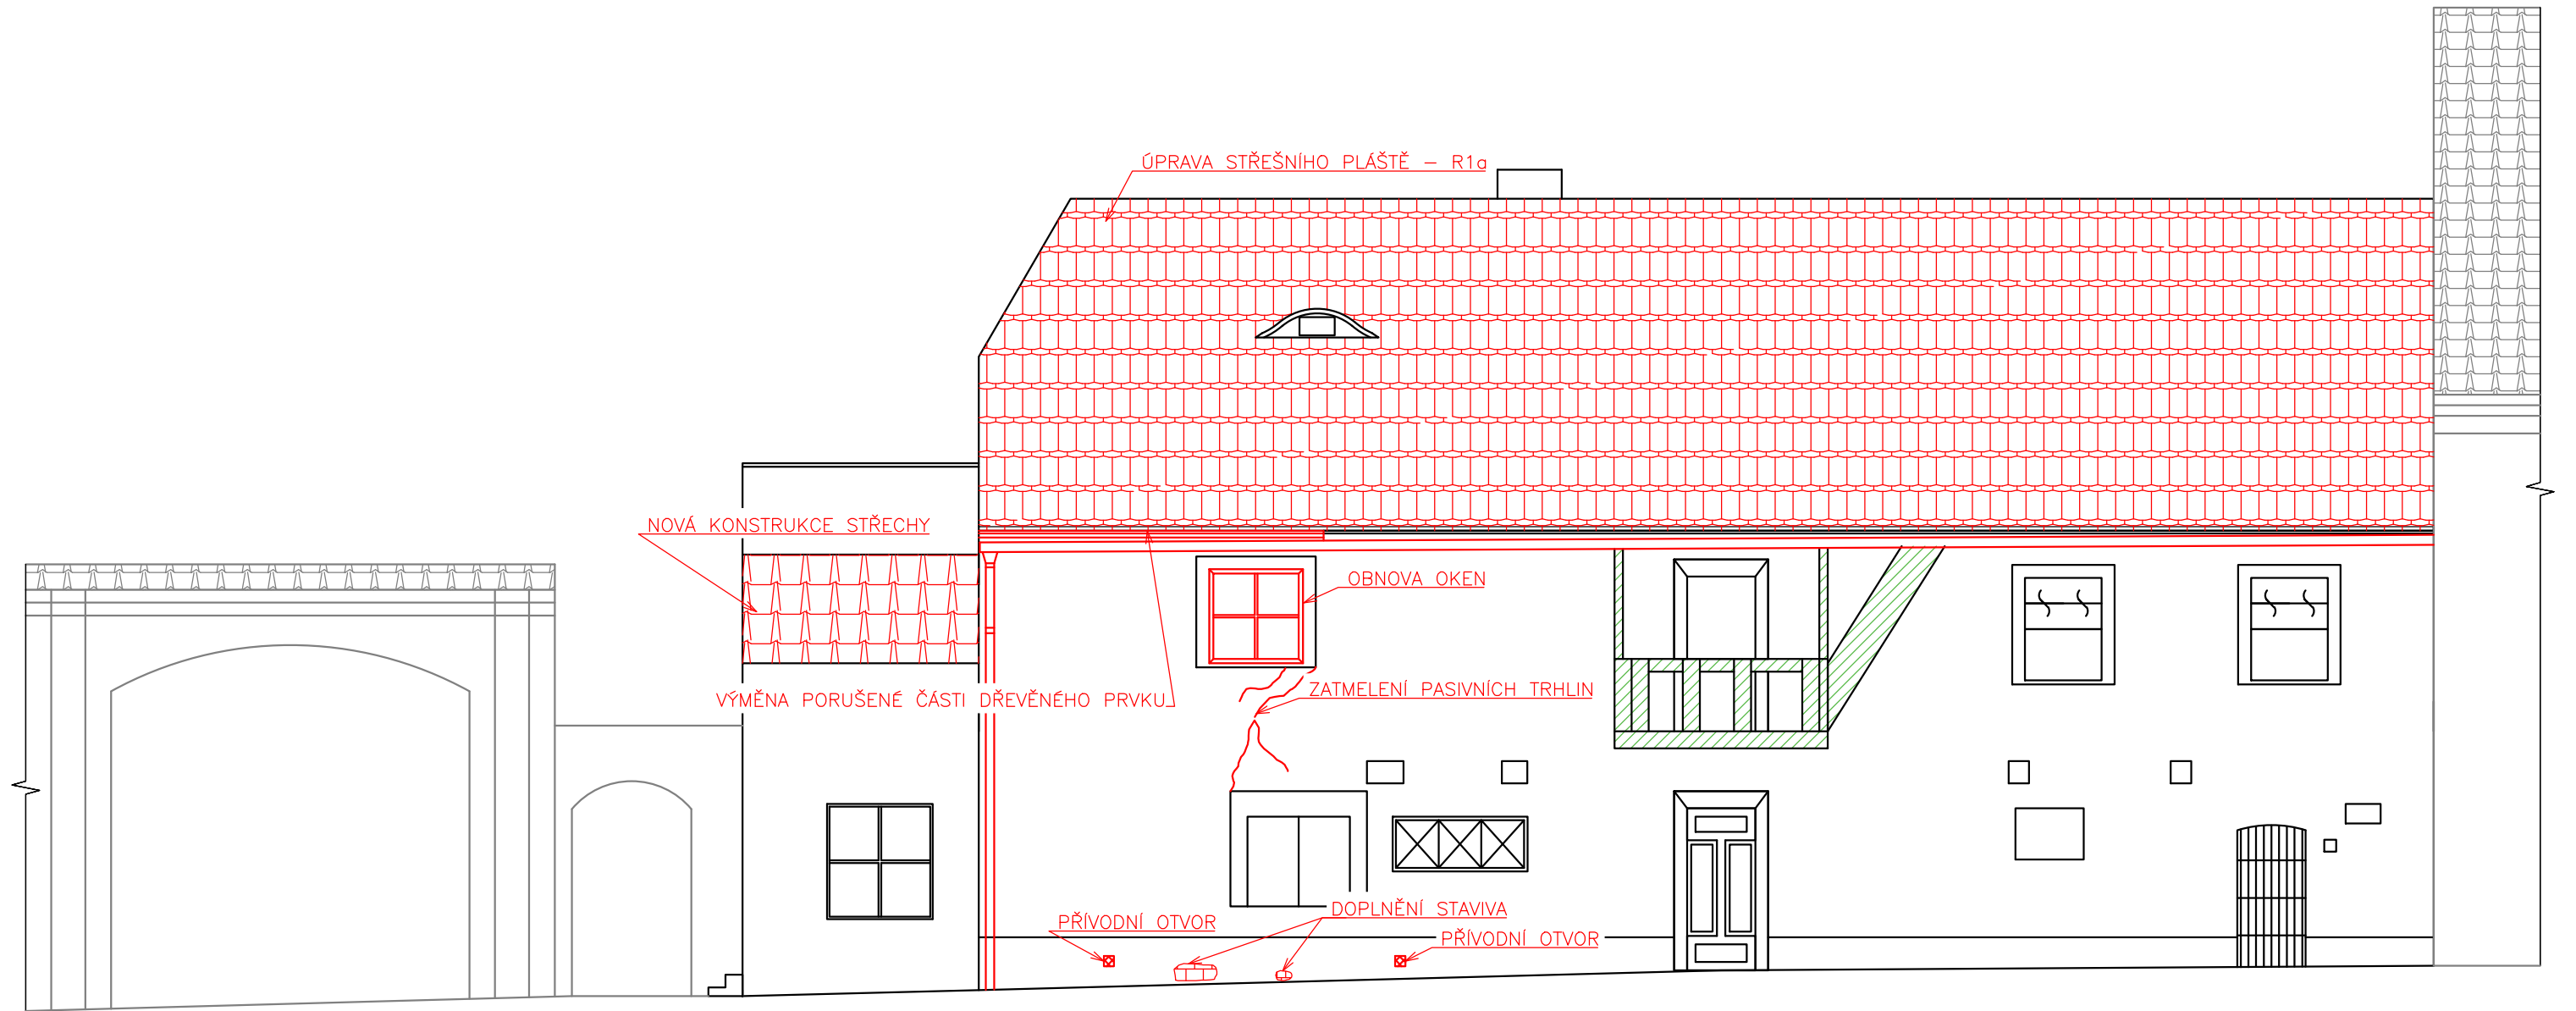 ÚPRAVA STŘEŠNÍHO PLÁŠTĚ – R1a
NOVÁ KONSTRUKCE STŘECHY
OBNOVA OKEN
ZATMELENÍ PASIVNÍCH TRHLIN
VÝMĚNA PORUŠENÉ ČÁSTI DŘEVĚNÉHO PRVKU
DOPLNĚNÍ STAVIVA
PŘÍVODNÍ OTVOR
PŘÍVODNÍ OTVOR